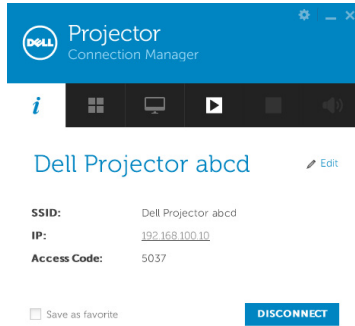 DELL
Projector
Connection Manager
i
Dell Projector abcd
Edit
SSID: Dell Projector abcd
IP: 192.168.100.10
Access Code: 5037
Save as favorite
DISCONNECT